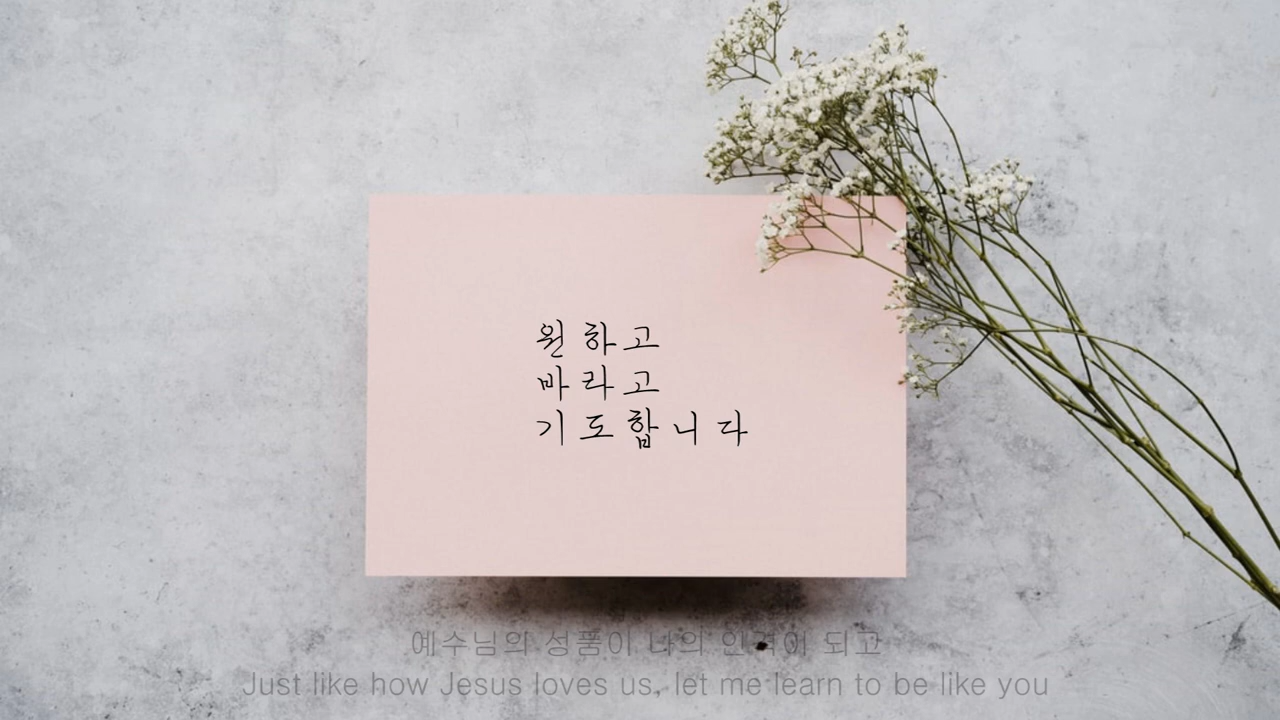 원하고
바라고
기도합니다
예수님의 성품이 나의 인격이 되고
Just like how Jesus loves us, let me learn to be like you